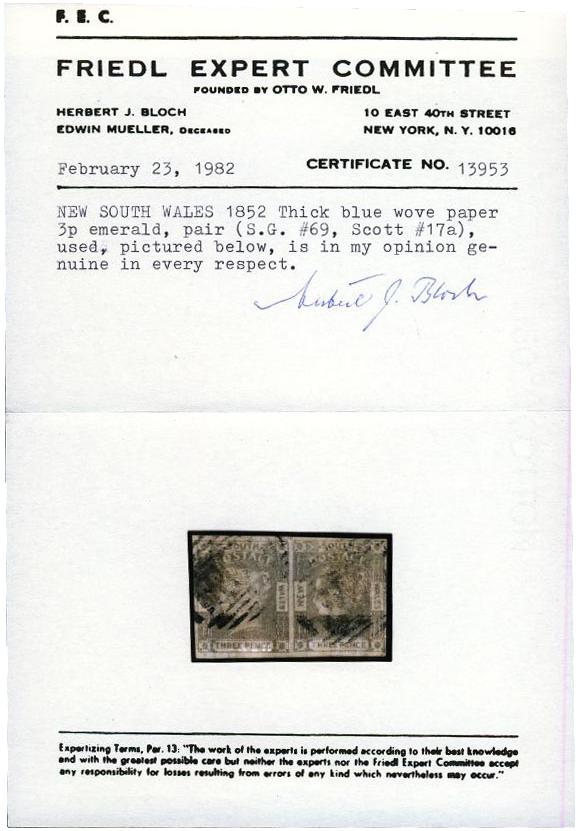 F. E. C.
FRIEDL EXPERT COMMITTEE
FOUNDED BY OTTO W. FRIEDL
HERBERT J. BLOCH 10 EAST 40TH STREET
EDWIN MUELLER, DECEASED NEW YORK, N. Y. 10016
February 23, 1982 CERTIFICATE NO. 13953
NEW SOUTH WALES 1852 Thick blue wove paper
3p emerald, pair (S.G. #69, Scott #17a),
used, pictured below, is in my opinion ge-
nuine in every respect.
Herbert J. Bloch
SOUTH SOUTH
WALES NEW WALES
THREE PENCE THREE PENCE
Expertizing Terms, Par. 13: "The work of the experts is performed according to their best knowledge
and with the greatest possible care but neither the experts nor the Friedl Expert Committee accept
any responsibility for losses resulting from errors of any kind which nevertheless may occur."